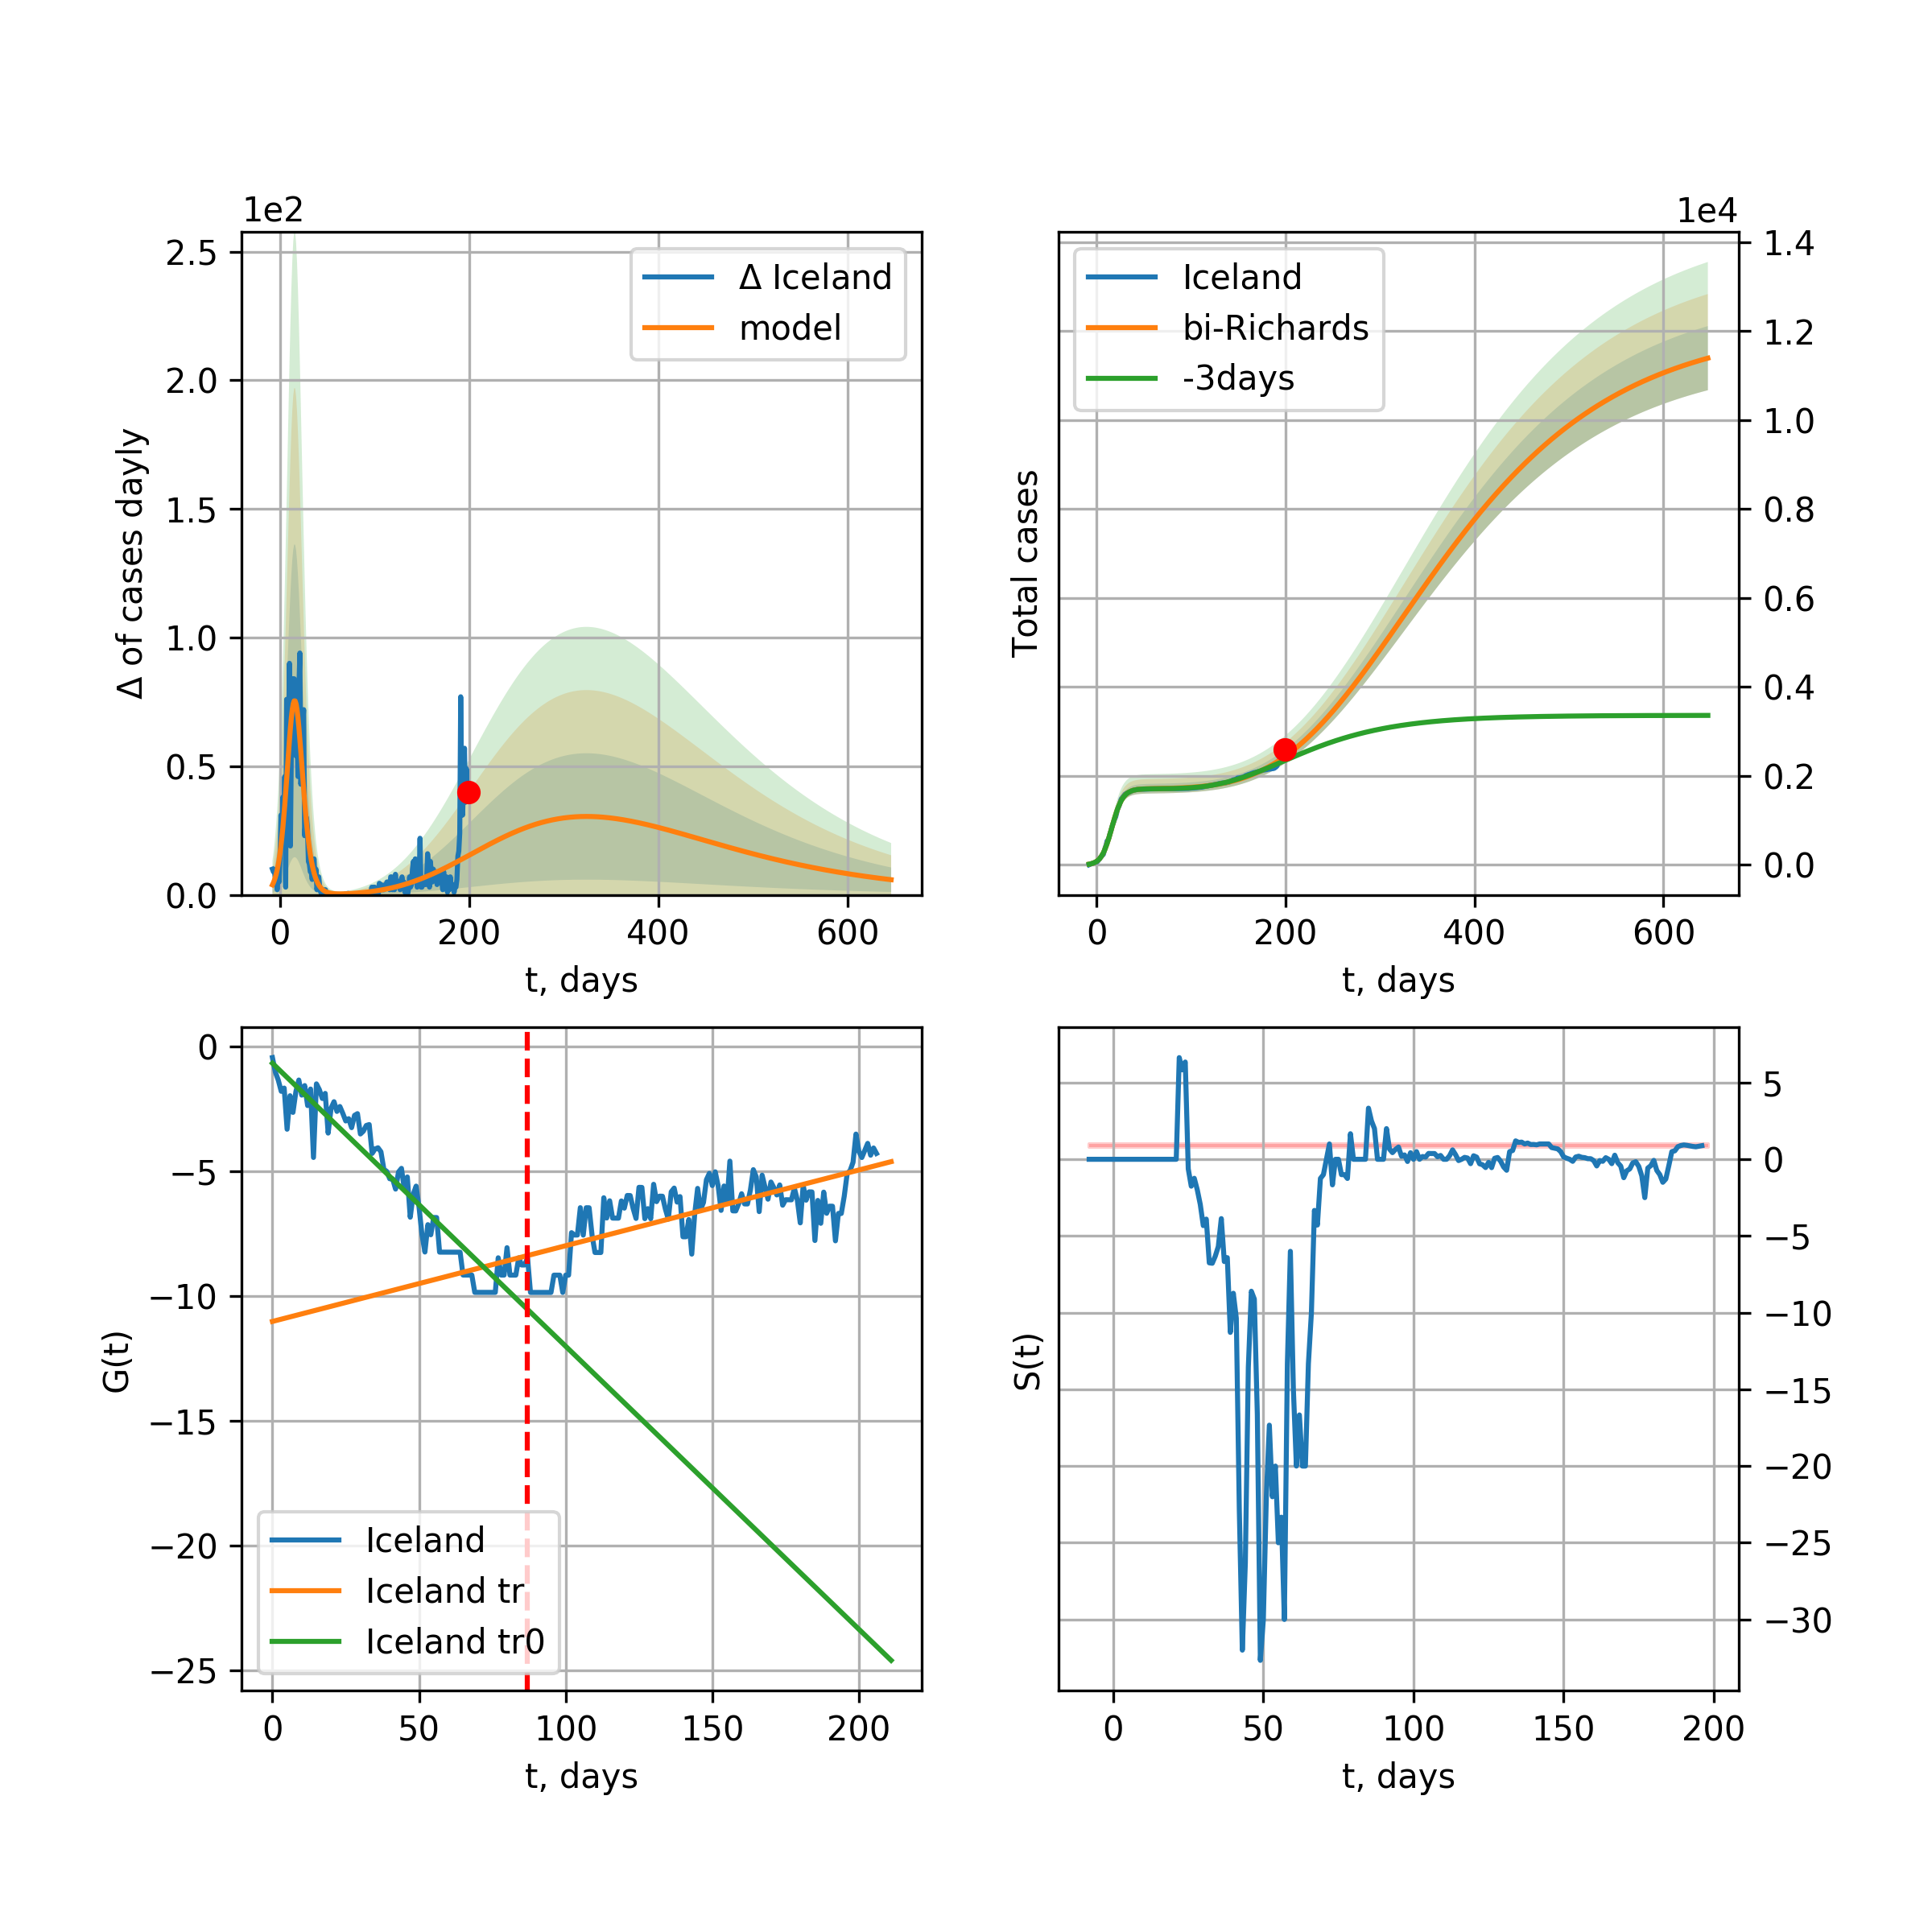 1e2
2.5
2.0
1.5
1.0
0.5
0.0
Δ of cases dayly
Δ Iceland
model
0 200 400 600
t, days
1e4
Total cases
Iceland
bi-Richards
-3days
1.4
1.2
1.0
0.8
0.6
0.4
0.2
0.0
0 200 400 600
t, days
0
−5
−10
−15
−20
−25
G(t)
Iceland
Iceland tr
Iceland tr0
0 50 100 150 200
t, days
S(t)
5
0
−5
−10
−15
−20
−25
−30
0 50 100 150 200
t, days